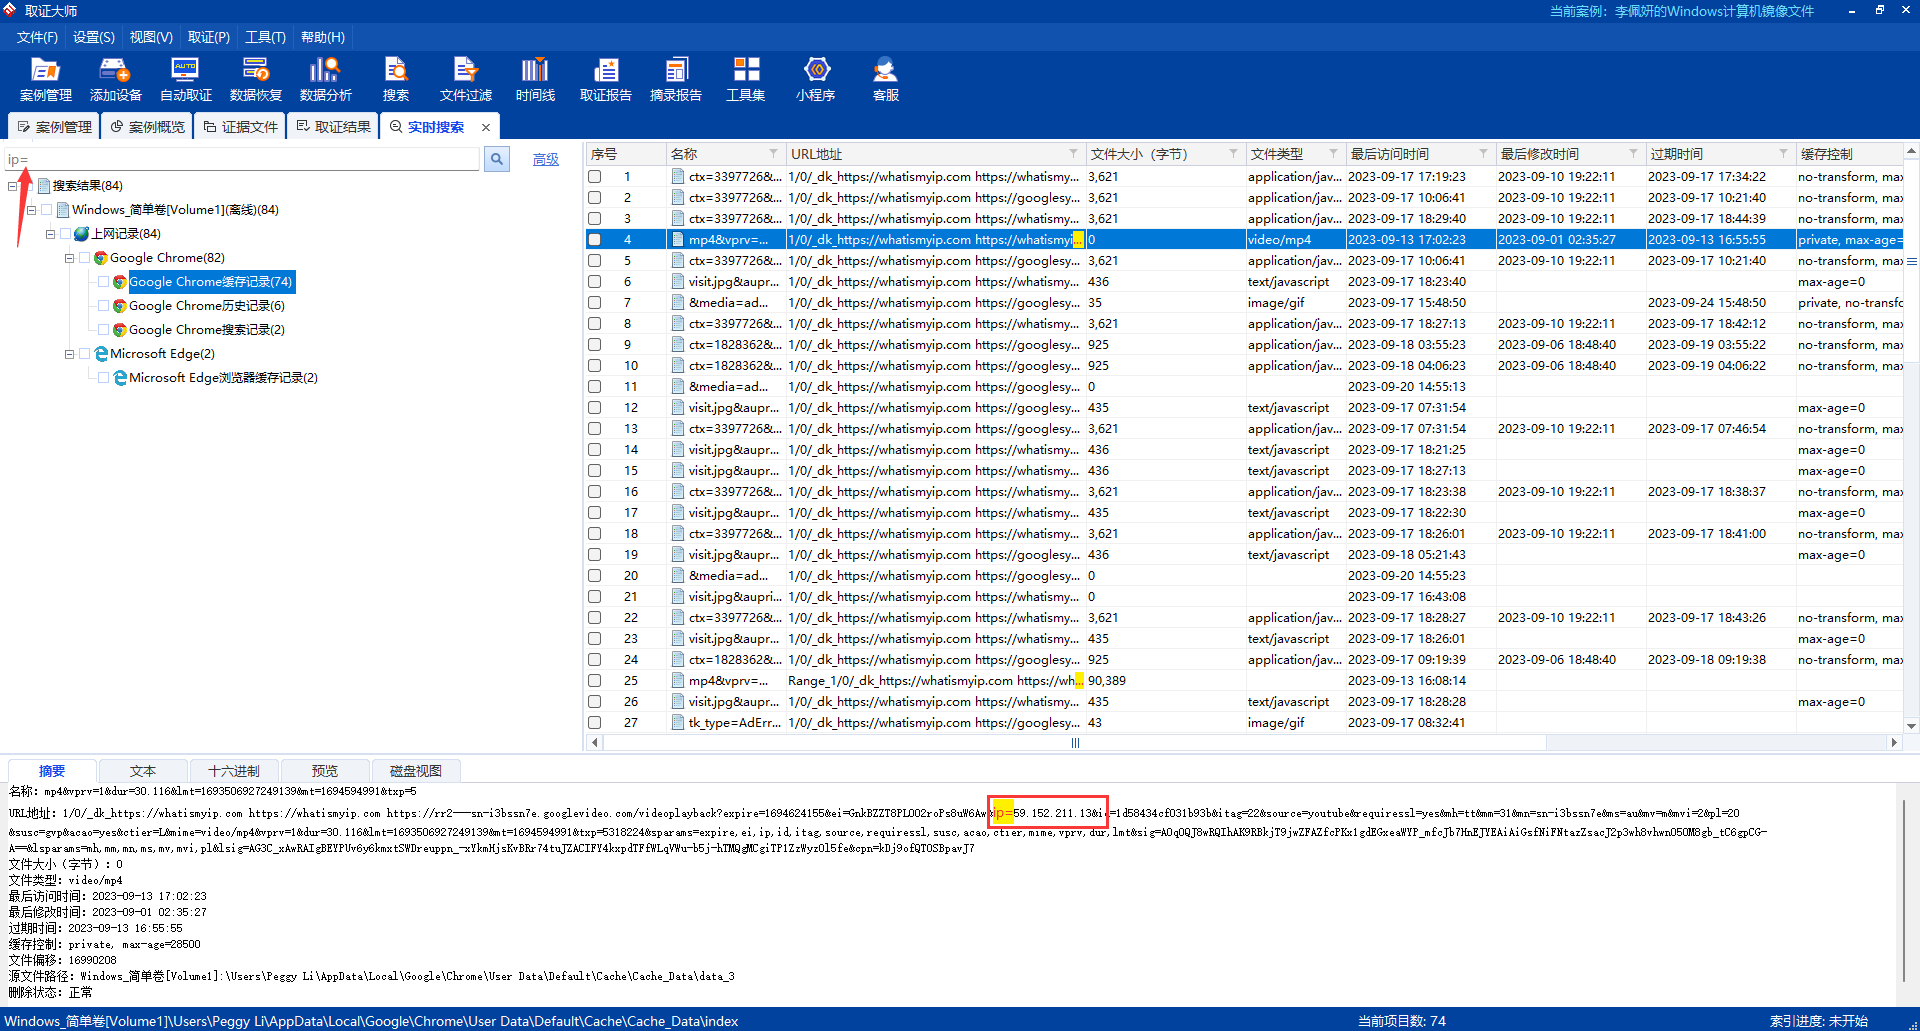 取证大师
当前案例：李佩妍的Windows计算机镜像文件
文件(F) 设置(S) 视图(V) 取证(P) 工具(T) 帮助(H)
案例管理 添加设备 自动取证 数据恢复 数据分析 搜索 文件过滤 时间线 取证报告 摘录报告 工具集 小程序 客服
案例管理 案例概览 证据文件 取证结果 实时搜索
ip=
高级
搜索结果(84)
Windows_简单卷[Volume1](离线)(84)
上网记录(84)
Google Chrome(82)
Google Chrome缓存记录(74)
Google Chrome历史记录(6)
Google Chrome搜索记录(2)
Microsoft Edge(2)
Microsoft Edge浏览器缓存记录(2)
序号 名称 URL地址 文件大小（字节） 文件类型 最后访问时间 最后修改时间 过期时间 缓存控制
1 ctx=3397726&... 1/0/_dk_https://whatismyip.com https://whatismy... 3,621 application/jav... 2023-09-17 17:19:23 2023-09-10 19:22:11 2023-09-17 17:34:22 no-transform, max
2 ctx=3397726&... 1/0/_dk_https://whatismyip.com https://googlesy... 3,621 application/jav... 2023-09-17 10:06:41 2023-09-10 19:22:11 2023-09-17 10:21:40 no-transform, max
3 ctx=3397726&... 1/0/_dk_https://whatismyip.com https://whatismy... 3,621 application/jav... 2023-09-17 18:29:40 2023-09-10 19:22:11 2023-09-17 18:44:39 no-transform, max
4 mp4&vprv=... 1/0/_dk_https://whatismyip.com https://whatismyi... 0 video/mp4 2023-09-13 17:02:23 2023-09-01 02:35:27 2023-09-13 16:55:55 private, max-age=
5 ctx=3397726&... 1/0/_dk_https://whatismyip.com https://googlesy... 3,621 application/jav... 2023-09-17 10:06:41 2023-09-10 19:22:11 2023-09-17 10:21:40 no-transform, max
6 visit.jpg&aupr... 1/0/_dk_https://whatismyip.com https://whatismy... 436 text/javascript 2023-09-17 18:23:40 max-age=0
7 &media=ad... 1/0/_dk_https://whatismyip.com https://googlesy... 35 image/gif 2023-09-17 15:48:50 2023-09-24 15:48:50 private, no-transfo
8 ctx=3397726&... 1/0/_dk_https://whatismyip.com https://whatismy... 3,621 application/jav... 2023-09-17 18:27:13 2023-09-10 19:22:11 2023-09-17 18:42:12 no-transform, max
9 ctx=1828362&... 1/0/_dk_https://whatismyip.com https://googlesy... 925 application/jav... 2023-09-18 03:55:23 2023-09-06 18:48:40 2023-09-19 03:55:22 no-transform, max
10 ctx=1828362&... 1/0/_dk_https://whatismyip.com https://googlesy... 925 application/jav... 2023-09-18 04:06:23 2023-09-06 18:48:40 2023-09-19 04:06:22 no-transform, max
11 &media=ad... 1/0/_dk_https://whatismyip.com https://googlesy... 0 2023-09-20 14:55:13
12 visit.jpg&aupr... 1/0/_dk_https://whatismyip.com https://whatismy... 435 text/javascript 2023-09-17 07:31:54 max-age=0
13 ctx=3397726&... 1/0/_dk_https://whatismyip.com https://googlesy... 3,621 application/jav... 2023-09-17 07:31:54 2023-09-10 19:22:11 2023-09-17 07:46:54 no-transform, max
14 visit.jpg&aupr... 1/0/_dk_https://whatismyip.com https://whatismy... 436 text/javascript 2023-09-17 18:21:25 max-age=0
15 visit.jpg&aupr... 1/0/_dk_https://whatismyip.com https://whatismy... 436 text/javascript 2023-09-17 18:27:13 max-age=0
16 ctx=3397726&... 1/0/_dk_https://whatismyip.com https://whatismy... 3,621 application/jav... 2023-09-17 18:23:38 2023-09-10 19:22:11 2023-09-17 18:38:37 no-transform, max
17 visit.jpg&aupr... 1/0/_dk_https://whatismyip.com https://whatismy... 435 text/javascript 2023-09-17 18:22:30 max-age=0
18 ctx=3397726&... 1/0/_dk_https://whatismyip.com https://whatismy... 3,621 application/jav... 2023-09-17 18:26:01 2023-09-10 19:22:11 2023-09-17 18:41:00 no-transform, max
19 visit.jpg&aupr... 1/0/_dk_https://whatismyip.com https://whatismy... 436 text/javascript 2023-09-18 05:21:43 max-age=0
20 &media=ad... 1/0/_dk_https://whatismyip.com https://googlesy... 0 2023-09-20 14:55:23
21 visit.jpg&aupri... 1/0/_dk_https://whatismyip.com https://whatismy... 0 2023-09-17 16:43:08
22 ctx=3397726&... 1/0/_dk_https://whatismyip.com https://whatismy... 3,621 application/jav... 2023-09-17 18:28:27 2023-09-10 19:22:11 2023-09-17 18:43:26 no-transform, max
23 visit.jpg&aupr... 1/0/_dk_https://whatismyip.com https://whatismy... 435 text/javascript 2023-09-17 18:26:01 max-age=0
24 ctx=1828362&... 1/0/_dk_https://whatismyip.com https://googlesy... 925 application/jav... 2023-09-17 09:19:39 2023-09-06 18:48:40 2023-09-18 09:19:38 no-transform, max
25 mp4&vprv=... Range_1/0/_dk_https://whatismyip.com https://wh... 90,389 2023-09-13 16:08:14
26 visit.jpg&aupr... 1/0/_dk_https://whatismyip.com https://whatismy... 435 text/javascript 2023-09-17 18:28:28 max-age=0
27 tk_type=AdErr... 1/0/_dk_https://whatismyip.com https://googlesy... 43 image/gif 2023-09-17 08:32:41
摘要 文本 十六进制 预览 磁盘视图
名称：mp4&vprv=1&dur=30.116&lmt=1693506927249139&mt=1694594991&txp=5
URL地址：1/0/_dk_https://whatismyip.com https://whatismyip.com https://rr2---sn-i3bssn7e.googlevideo.com/videoplayback?expire=1694624155&ei=GnkBZZT8PL002roPs8uW6Aw&ip=59.152.211.13&id=1d58434cf031b93b&itag=22&source=youtube&requiressl=yes&mh=tt&mm=31&mn=sn-i3bssn7e&ms=au&mv=m&mvi=2&pl=20
&susc=gvp&acao=yes&ctier=L&mime=video/mp4&vprv=1&dur=30.116&lmt=1693506927249139&mt=1694594991&txp=5318224&sparams=expire,ei,ip,id,itag,source,requiressl,susc,acao,ctier,mime,vprv,dur,lmt&sig=AOq0QJ8wRQIhAK9RBkjT9jwZFAZfcPKx1gdEGxeaWYP_mfcJb7HnEJYEAiAiGsfNiFNtazZsacJ2p3wh8vhwnO5OM8gb_tC6gpCG-
A==&lsparams=mh,mm,mn,ms,mv,mvi,pl&lsig=AG3C_xAwRAIgBEYPUv6y6kmxtSWDreuppn_-xYkmHjsKvBRr74tuJZACIFY4kxpdTFfWLqVWu-b5j-hTMQgMCgiTP1ZzWyzOl5fe&cpn=kDj9ofQTOSBpavJ7
文件大小（字节）：0
文件类型：video/mp4
最后访问时间：2023-09-13 17:02:23
最后修改时间：2023-09-01 02:35:27
过期时间：2023-09-13 16:55:55
缓存控制：private, max-age=28500
文件偏移：16990208
源文件路径：Windows_简单卷[Volume1]:\Users\Peggy Li\AppData\Local\Google\Chrome\User Data\Default\Cache\Cache_Data\data_3
删除状态：正常
Windows_简单卷[Volume1]\Users\Peggy Li\AppData\Local\Google\Chrome\User Data\Default\Cache\Cache_Data\index
当前项目数: 74
索引进度: 未开始